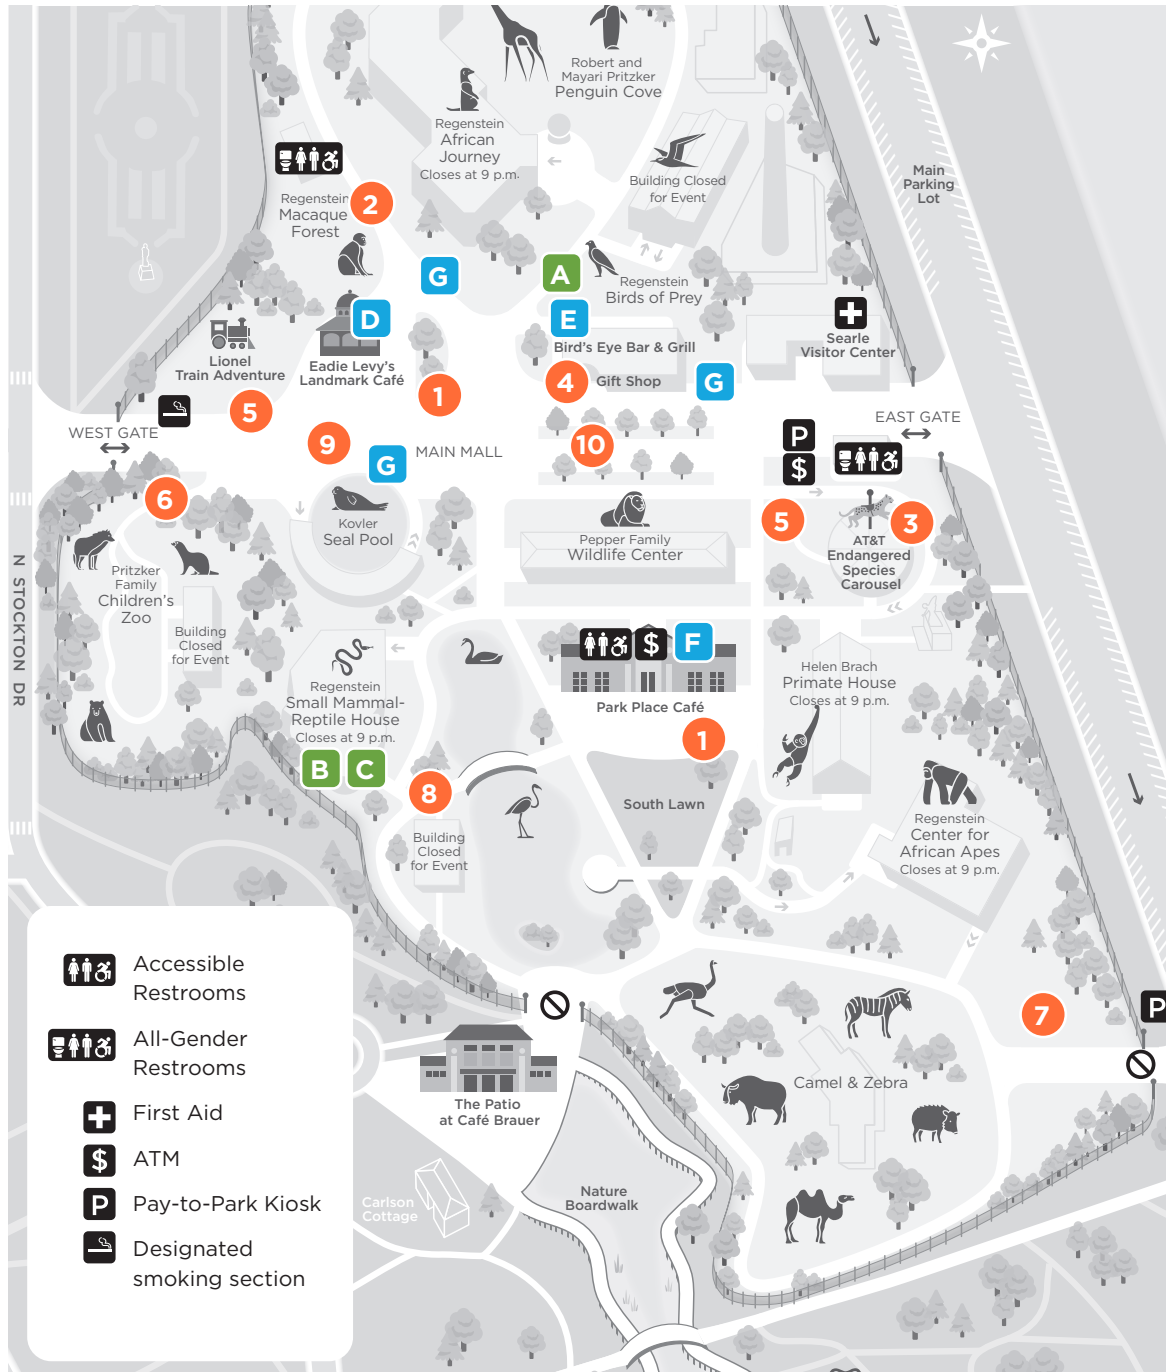 Robert and
Mayari Pritzker
Penguin Cove
Regenstein
African
Journey
Closes at 9 p.m.
Building Closed
for Event
Main
Parking
Lot
Regenstein
Macaque
Forest
2
G
A
Regenstein
Birds of Prey
D
E
Bird's Eye Bar & Grill
Searle
Visitor Center
Lionel
Train Adventure
Eadie Levy's
Landmark Café
1
4
Gift Shop
G
5
WEST GATE
9
G
MAIN MALL
10
P
$
EAST GATE
6
Kovler
Seal Pool
Pepper Family
Wildlife Center
5
3
AT&T
Endangered
Species
Carousel
N STOCKTON DR
Pritzker
Family
Children's
Zoo
Building
Closed
for Event
Regenstein
Small Mammal-
Reptile House
Closes at 9 p.m.
B
C
$
F
Park Place Café
1
Helen Brach
Primate House
Closes at 9 p.m.
8
Building
Closed
for Event
South Lawn
Regenstein
Center for
African Apes
Closes at 9 p.m.
7
P
Camel & Zebra
The Patio
at Café Brauer
Nature
Boardwalk
Carlson
Cottage
Accessible
Restrooms
All-Gender
Restrooms
First Aid
$
ATM
P
Pay-to-Park Kiosk
Designated
smoking section